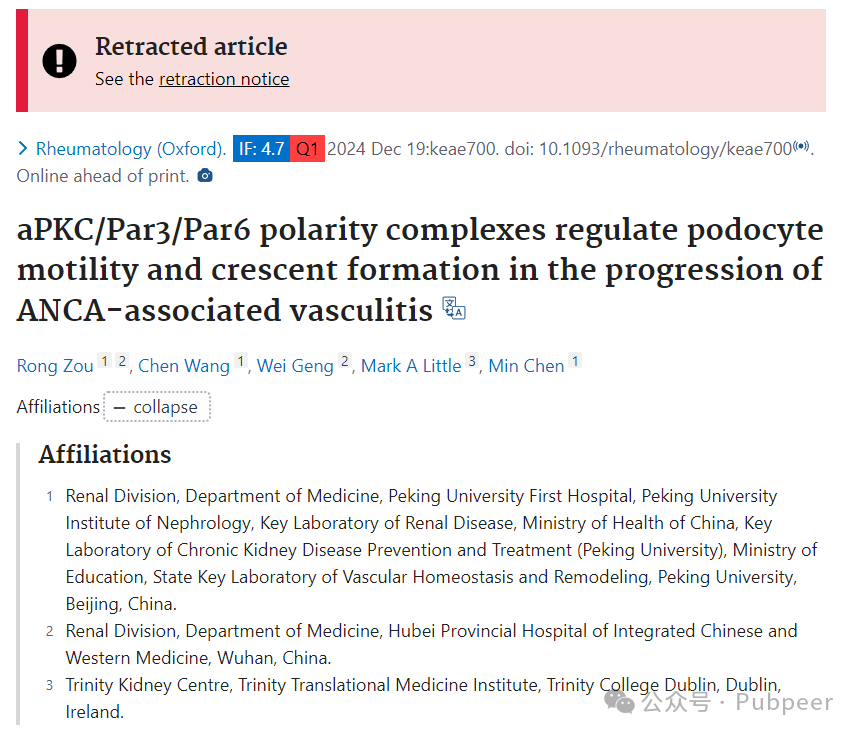 Retracted article
See the retraction notice
Rheumatology (Oxford). IF: 4.7 Q1 2024 Dec 19:keae700. doi: 10.1093/rheumatology/keae700.
Online ahead of print.
aPKC/Par3/Par6 polarity complexes regulate podocyte
motility and crescent formation in the progression of
ANCA-associated vasculitis
Rong Zou 1 2, Chen Wang 1, Wei Geng 2, Mark A Little 3, Min Chen 1
Affiliations — collapse
Affiliations
1 Renal Division, Department of Medicine, Peking University First Hospital, Peking University
Institute of Nephrology, Key Laboratory of Renal Disease, Ministry of Health of China, Key
Laboratory of Chronic Kidney Disease Prevention and Treatment (Peking University), Ministry of
Education, State Key Laboratory of Vascular Homeostasis and Remodeling, Peking University,
Beijing, China.
2 Renal Division, Department of Medicine, Hubei Provincial Hospital of Integrated Chinese and
Western Medicine, Wuhan, China.
3 Trinity Kidney Centre, Trinity Translational Medicine Institute, Trinity College Dublin, Dublin,
Ireland.
公众号 · Pubpeer